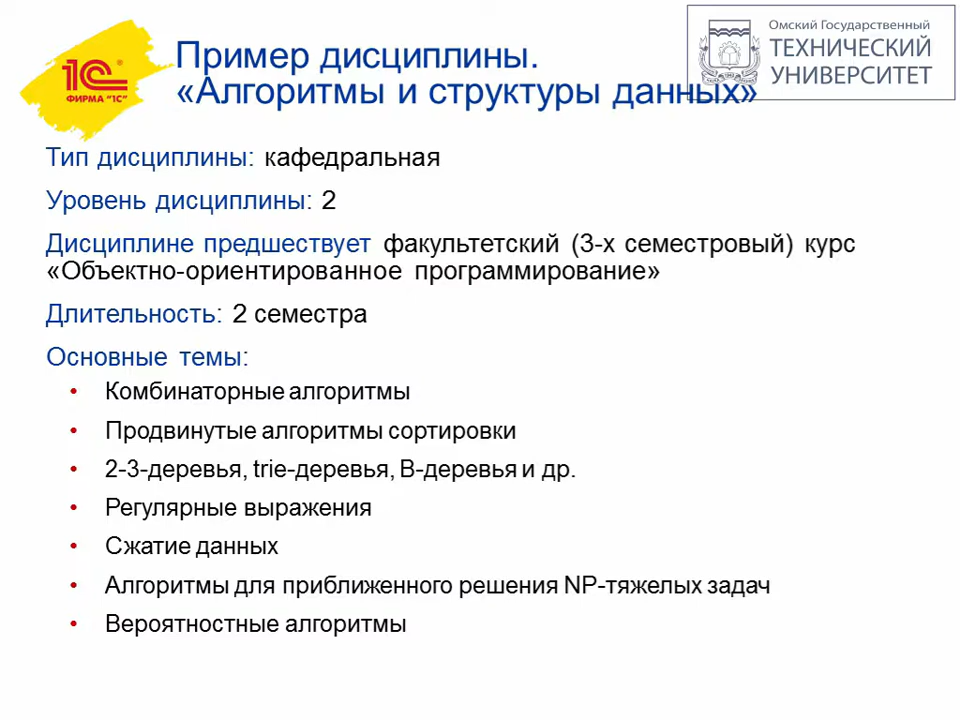 Пример дисциплины.
«Алгоритмы и структуры данных»
1С®
ФИРМА "1С"
Омский Государственный
ТЕХНИЧЕСКИЙ
УНИВЕРСИТЕТ
Тип дисциплины: кафедральная
Уровень дисциплины: 2
Дисциплине предшествует факультетский (3-х семестровый) курс
«Объектно-ориентированное программирование»
Длительность: 2 семестра
Основные темы:
• Комбинаторные алгоритмы
• Продвинутые алгоритмы сортировки
• 2-3-деревья, trie-деревья, В-деревья и др.
• Регулярные выражения
• Сжатие данных
• Алгоритмы для приближенного решения NP-тяжелых задач
• Вероятностные алгоритмы